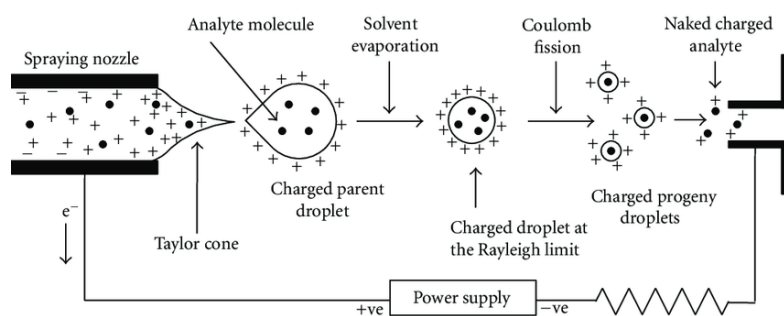 Analyte molecule
Solvent
evaporation
Coulomb
fission
Naked charged
analyte
Spraying nozzle
Charged parent
droplet
Charged progeny
droplets
Charged droplet at
the Rayleigh limit
Taylor cone
e⁻
+ve
Power supply
−ve